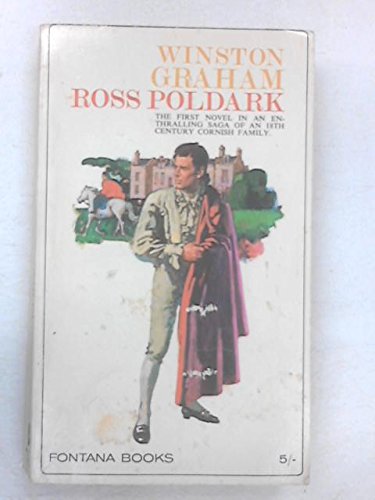 WINSTON
GRAHAM
ROSS POLDARK
THE FIRST NOVEL IN AN EN-
THRALLING SAGA OF AN 18TH
CENTURY CORNISH FAMILY.
FONTANA BOOKS 5/-